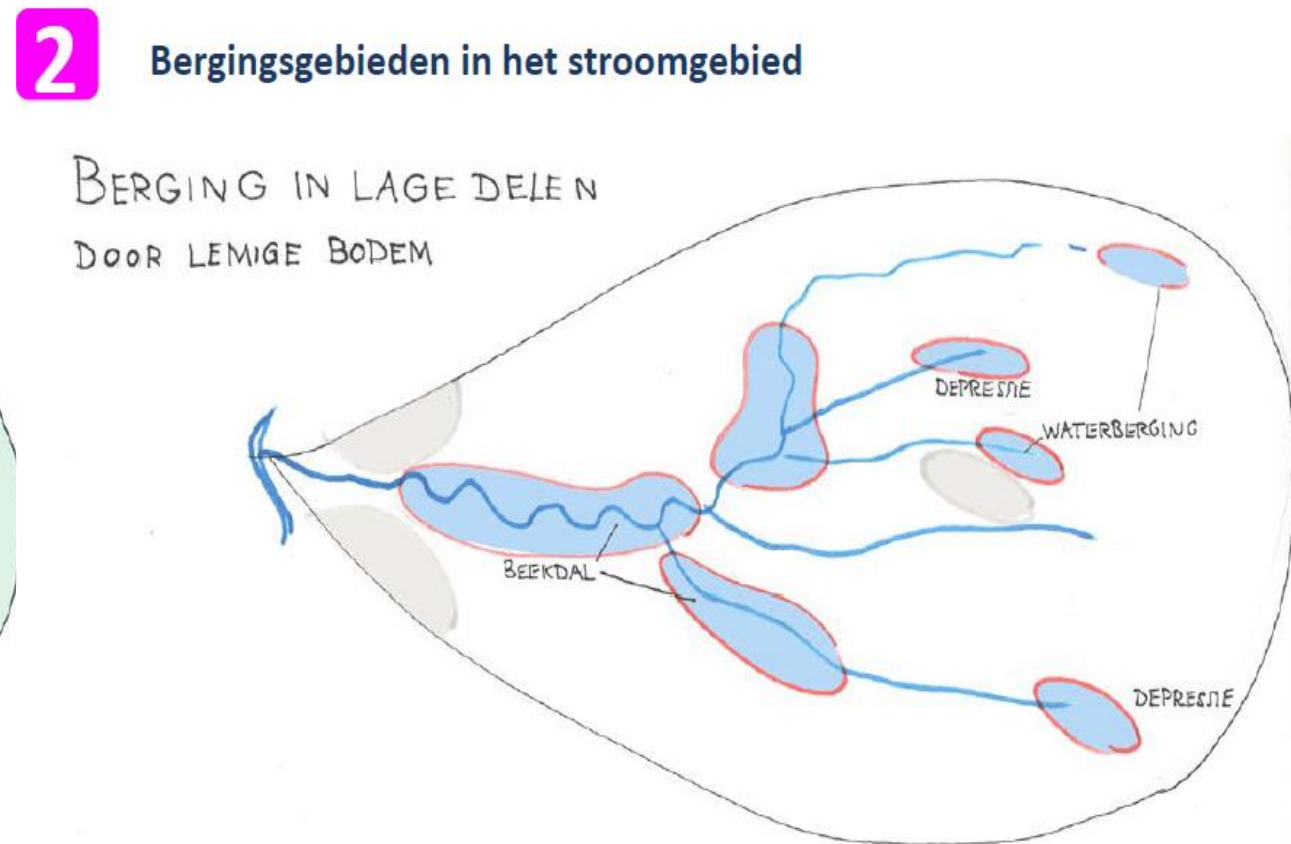 2
Bergingsgebieden in het stroomgebied
BERGING IN LAGE DELEN
DOOR LEMIGE BODEM
DEPRESSIE
WATERBERGING
BEEKDAL
DEPRESSIE